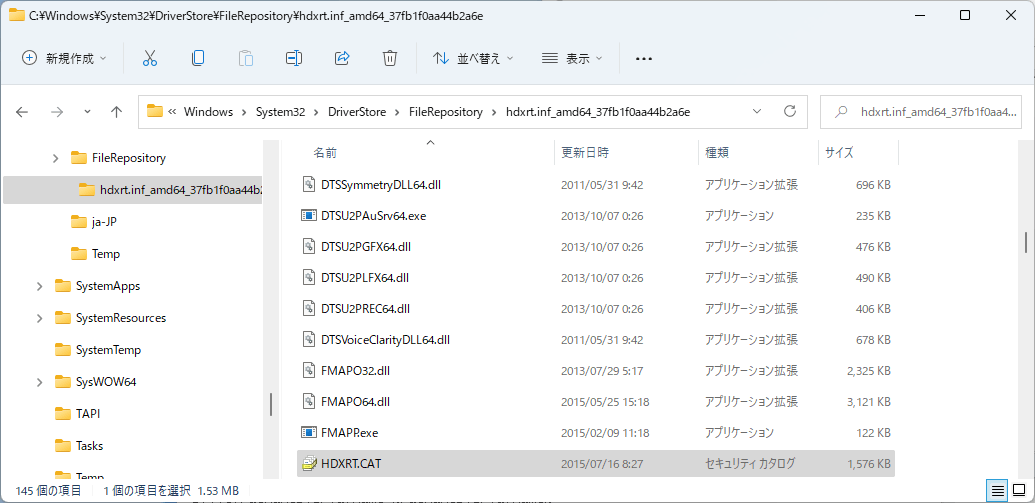 C:¥Windows¥System32¥DriverStore¥FileRepository¥hdxrt.inf_amd64_37fb1f0aa44b2a6e
新規作成 並べ替え 表示
« Windows > System32 > DriverStore > FileRepository > hdxrt.inf_amd64_37fb1f0aa44b2a6e hdxrt.inf_amd64_37fb1f0aa4...
FileRepository
hdxrt.inf_amd64_37fb1f0aa44b2
ja-JP
Temp
SystemApps
SystemResources
SystemTemp
SysWOW64
TAPI
Tasks
Temp
名前 更新日時 種類 サイズ
DTSSymmetryDLL64.dll 2011/05/31 9:42 アプリケーション拡張 696 KB
DTSU2PAuSrv64.exe 2013/10/07 0:26 アプリケーション 235 KB
DTSU2PGFX64.dll 2013/10/07 0:26 アプリケーション拡張 476 KB
DTSU2PLFX64.dll 2013/10/07 0:26 アプリケーション拡張 490 KB
DTSU2PREC64.dll 2013/10/07 0:26 アプリケーション拡張 406 KB
DTSVoiceClarityDLL64.dll 2011/05/31 9:42 アプリケーション拡張 678 KB
FMAPO32.dll 2013/07/29 5:17 アプリケーション拡張 2,325 KB
FMAPO64.dll 2015/05/25 15:18 アプリケーション拡張 3,121 KB
FMAPP.exe 2015/02/09 11:18 アプリケーション 122 KB
HDXRT.CAT 2015/07/16 8:27 セキュリティ カタログ 1,576 KB
145 個の項目 1 個の項目を選択 1.53 MB